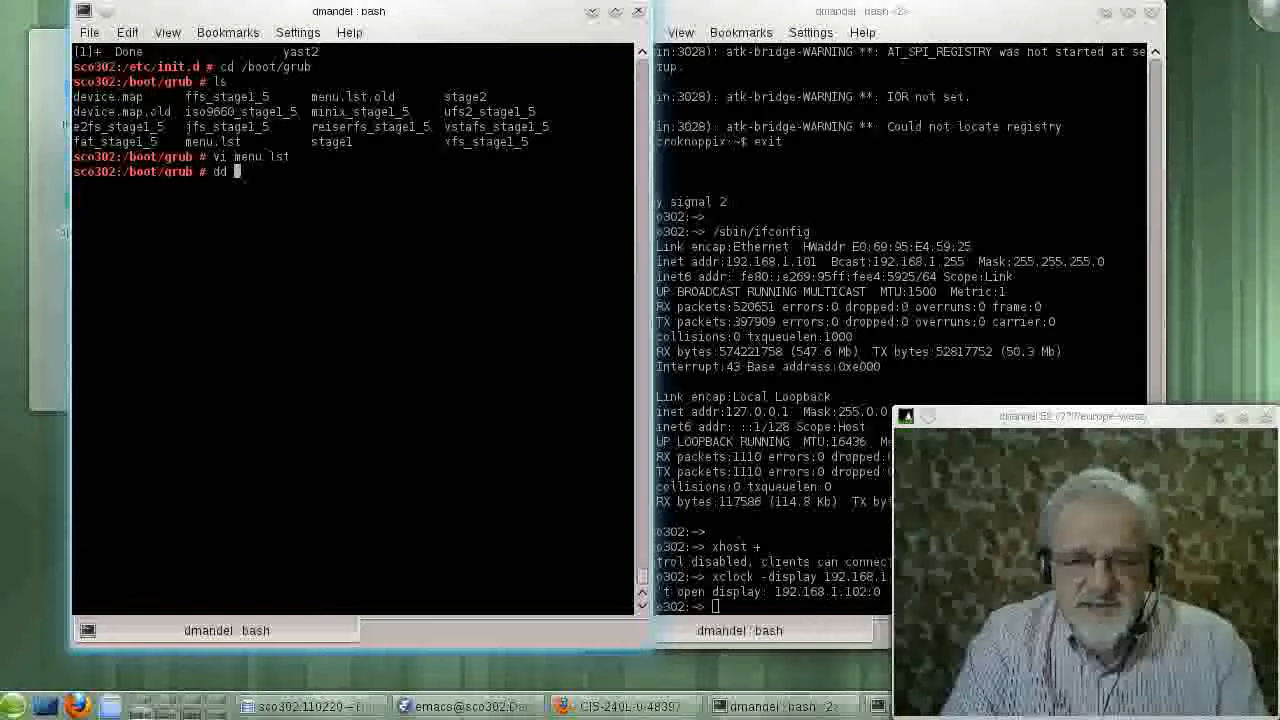 dmandel : bash
File Edit View Bookmarks Settings Help
[1]+ Done yast2
sco302:/etc/init.d # cd /boot/grub
sco302:/boot/grub # ls
device.map ffs_stage1_5 menu.lst.old stage2
device.map.old iso9660_stage1_5 minix_stage1_5 ufs2_stage1_5
e2fs_stage1_5 jfs_stage1_5 reiserfs_stage1_5 vstafs_stage1_5
fat_stage1_5 menu.lst stage1 xfs_stage1_5
sco302:/boot/grub # vi menu.lst
sco302:/boot/grub # dd
dmandel : bash
dmandel : bash <2>
View Bookmarks Settings Help
in:3028): atk-bridge-WARNING **: AT_SPI_REGISTRY was not started at se
tup.
in:3028): atk-bridge-WARNING **: IOR not set.
in:3028): atk-bridge-WARNING **: Could not locate registry
croknoppix:~$ exit
y signal 2
o302:~>
o302:~> /sbin/ifconfig
Link encap:Ethernet HWaddr E0:69:95:E4:59:25
inet addr:192.168.1.101 Bcast:192.168.1.255 Mask:255.255.255.0
inet6 addr: fe80::e269:95ff:fee4:5925/64 Scope:Link
UP BROADCAST RUNNING MULTICAST MTU:1500 Metric:1
RX packets:520651 errors:0 dropped:0 overruns:0 frame:0
TX packets:397909 errors:0 dropped:0 overruns:0 carrier:0
collisions:0 txqueuelen:1000
RX bytes:574221758 (547.6 Mb) TX bytes:52817752 (50.3 Mb)
Interrupt:43 Base address:0xe000
Link encap:Local Loopback
inet addr:127.0.0.1 Mask:255.0.0
inet6 addr: ::1/128 Scope:Host
UP LOOPBACK RUNNING MTU:16436 Me
RX packets:1110 errors:0 dropped:
TX packets:1110 errors:0 dropped
collisions:0 txqueuelen:0
RX bytes:117586 (114.8 Kb) TX by
o302:~>
o302:~> xhost +
trol disabled, clients can connec
o302:~> xclock -display 192.168.1
't open display: 192.168.1.102:0
o302:~>
dmandel : bash
dmandel
sco302.110220 –
emacs@sco302.D
CIS-240L-0-48397
dmandel : bash <2>